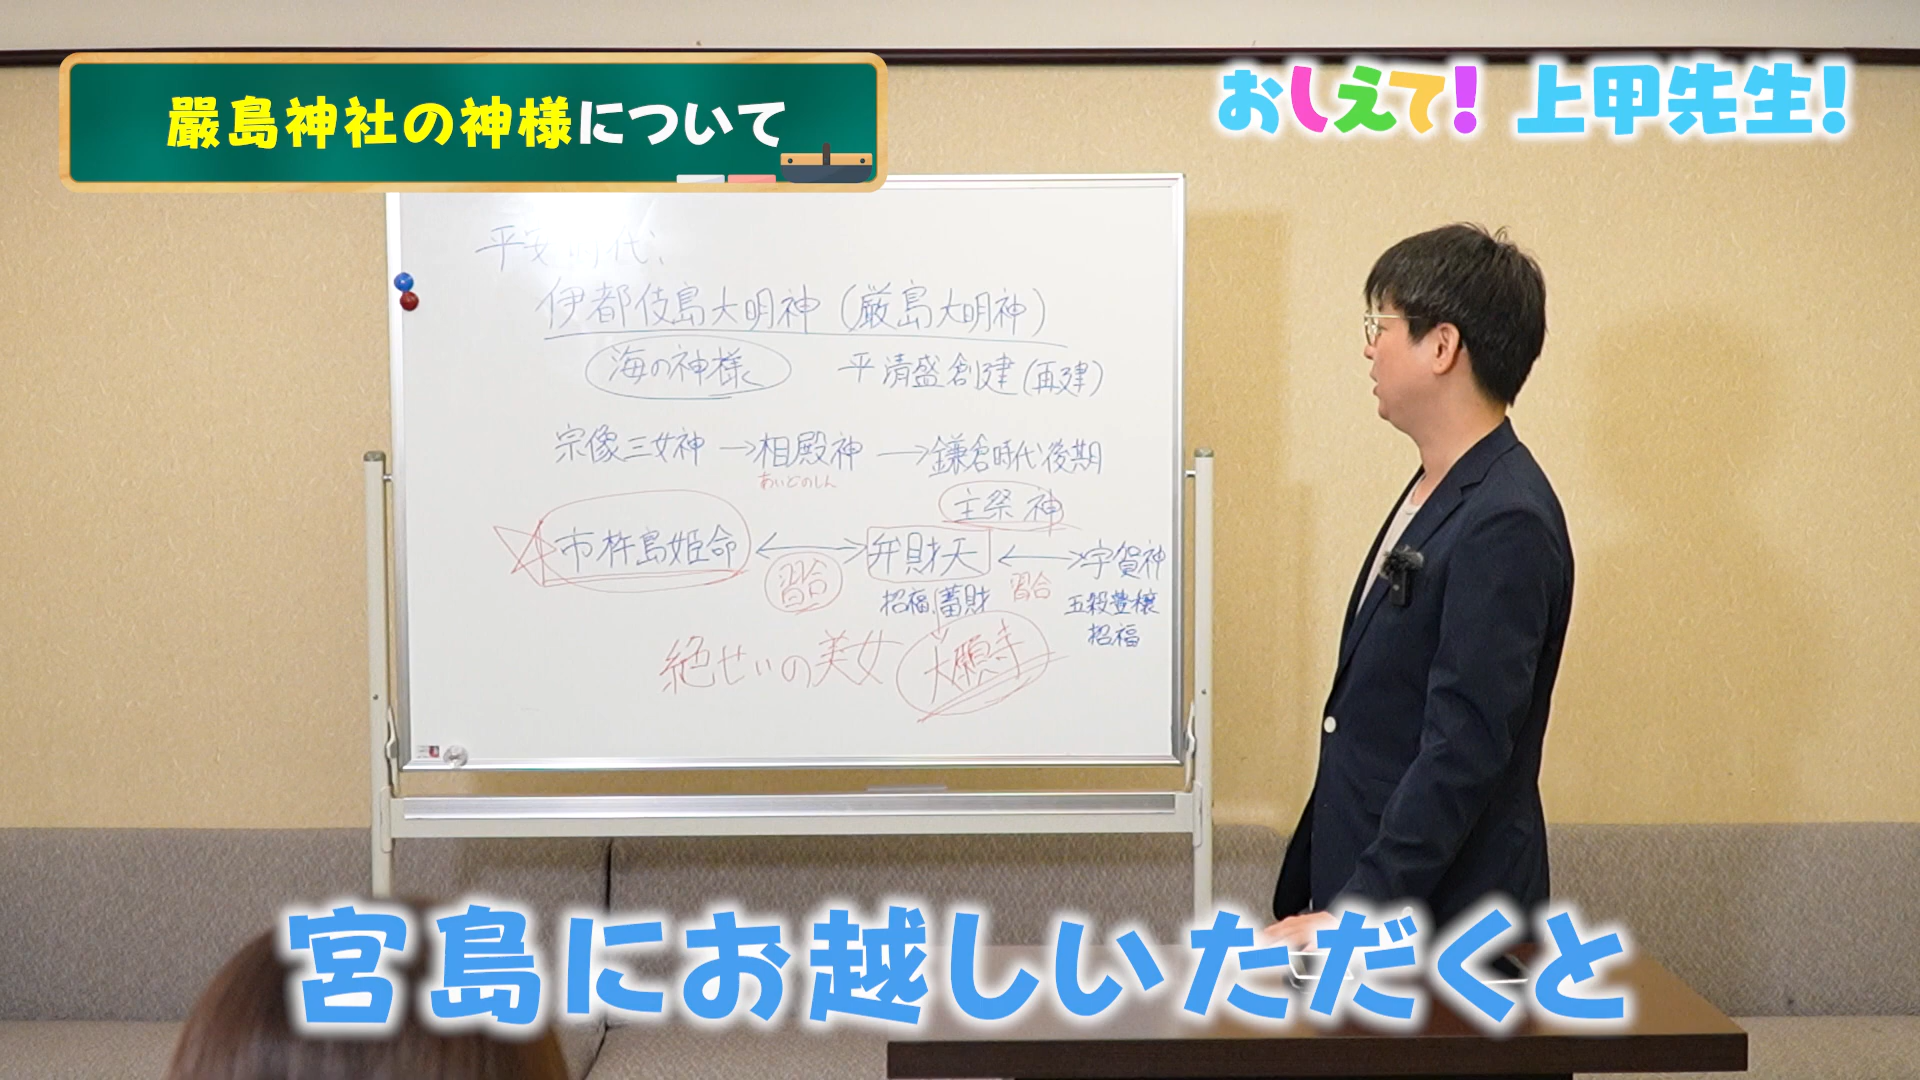 嚴島神社の神様について
おしえて！上甲先生！
平安時代、
伊都伎島大明神（厳島大明神）
海の神様　平清盛創建（再建）
宗像三女神→相殿神→鎌倉時代後期
あいどのしん
主祭神
市杵島姫命↔弁財天↔宇賀神
習合　習合
招福、蓄財　五穀豊穣
招福
絶せいの美女　大願寺
宮島にお越しいただくと